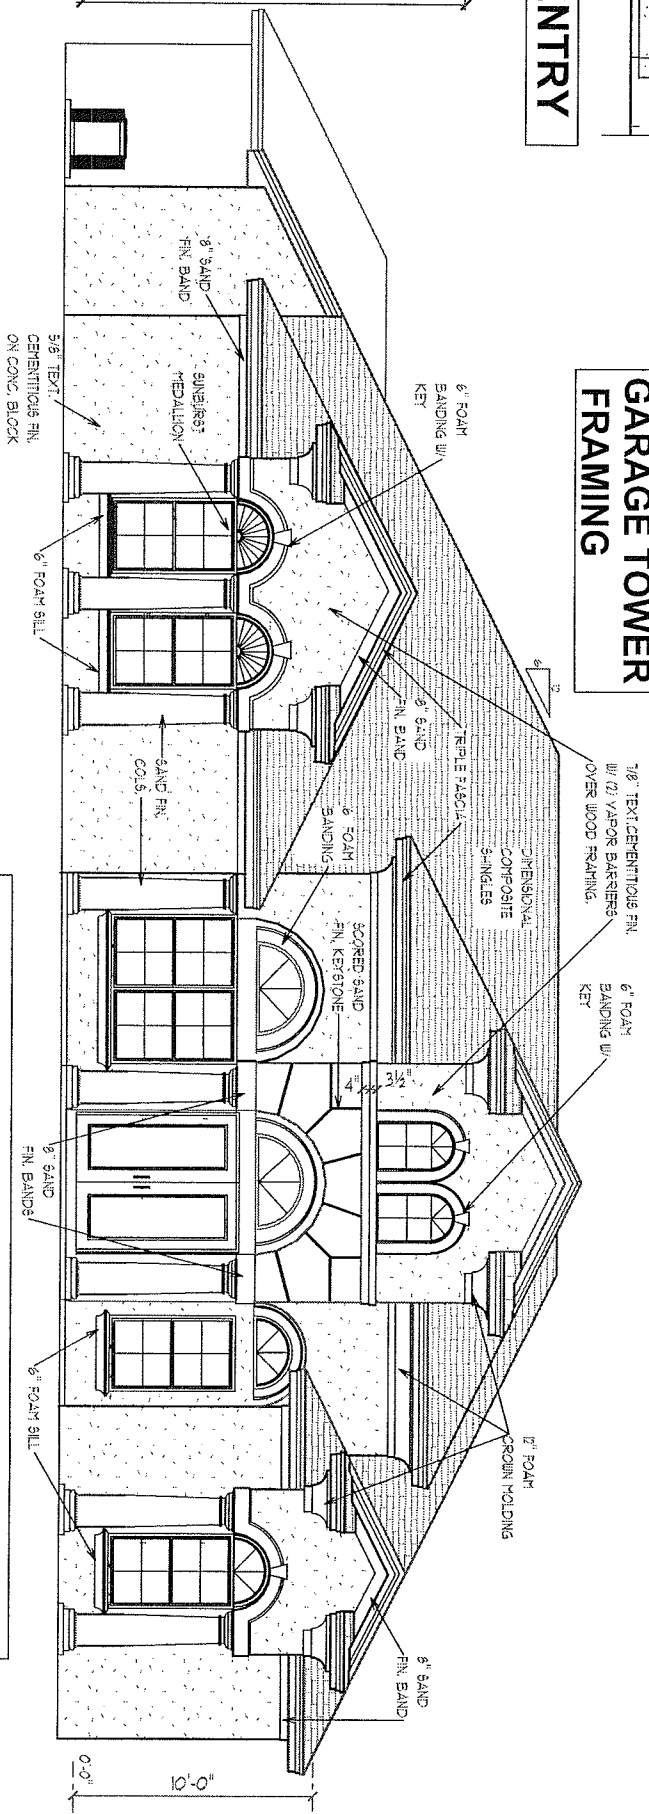 ENTRY
GARAGE TOWER
FRAMING
8" SAND
FIN. BAND
5/8" TEXT.
CEMENTITIOUS FIN.
ON CONC. BLOCK
SUNBURST
MEDALLION
6" FOAM
BANDING W/
KEY
6" FOAM SILL
SAND FIN.
COLS.
8" SAND
FIN. BAND
TRIPLE FASCIA
6" FOAM
BANDING
12
6
7/8" TEXT. CEMENTITIOUS FIN.
W/ (2) VAPOR BARRIERS
OVER WOOD FRAMING.
DIMENSIONAL
COMPOSITE
SHINGLES
SCORED SAND
FIN. KEYSTONE
4"
3½"
6" FOAM
BANDING W/
KEY
8" SAND
FIN. BANDS
6" FOAM SILL
12" FOAM
CROWN MOLDING
8" SAND
FIN. BAND
10'-0"
0'-0"